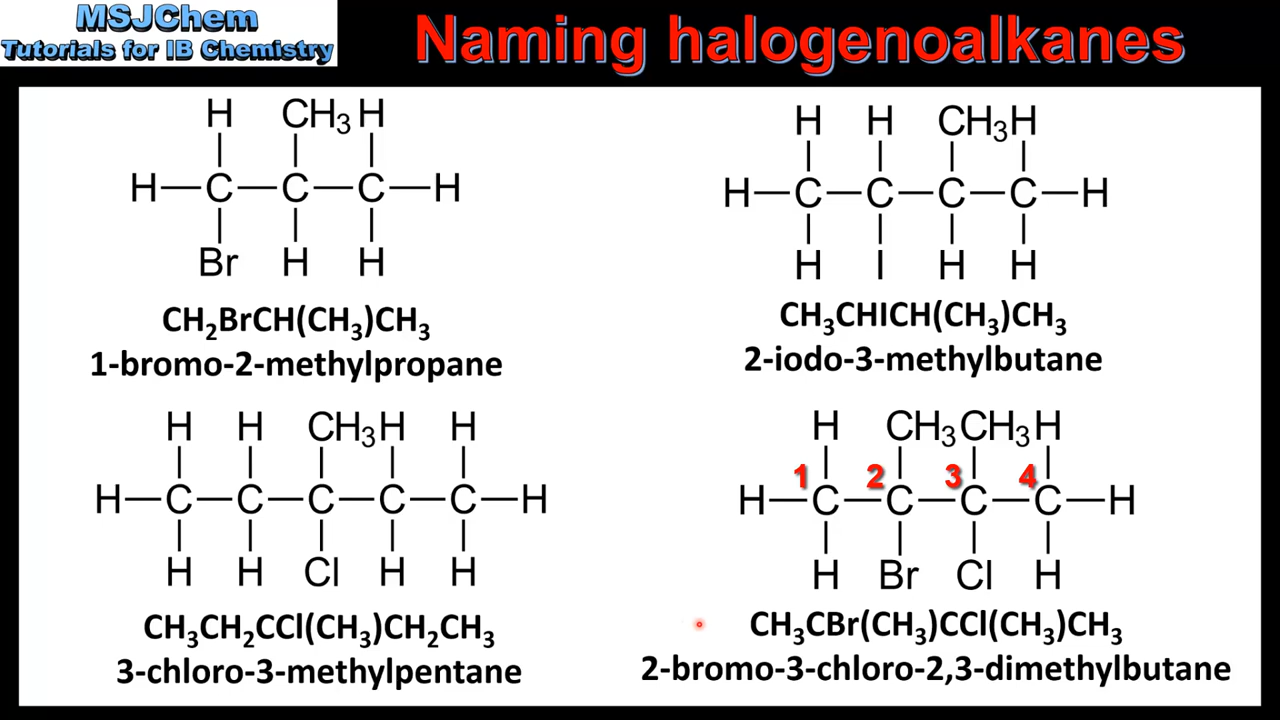 MSJChem
Tutorials for IB Chemistry
Naming halogenoalkanes
H CH₃ H
H C C C H
Br H H
CH₂BrCH(CH₃)CH₃
1-bromo-2-methylpropane
H H CH₃ H
H C C C C H
H I H H
CH₃CHICH(CH₃)CH₃
2-iodo-3-methylbutane
H H CH₃ H H
H C C C C C H
H H Cl H H
CH₃CH₂CCl(CH₃)CH₂CH₃
3-chloro-3-methylpentane
H CH₃ CH₃ H
1 2 3 4
H C C C C H
H Br Cl H
CH₃CBr(CH₃)CCl(CH₃)CH₃
2-bromo-3-chloro-2,3-dimethylbutane